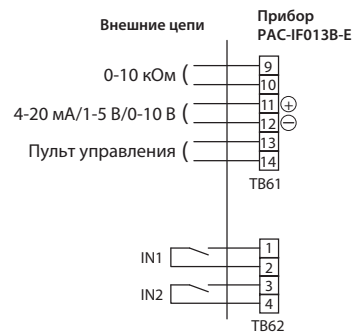 Внешние цепи
Прибор
PAC-IF013B-E
0-10 кОм
9
10
4-20 мА/1-5 В/0-10 В
11 +
12 −
Пульт управления
13
14
TB61
IN1
1
2
IN2
3
4
TB62